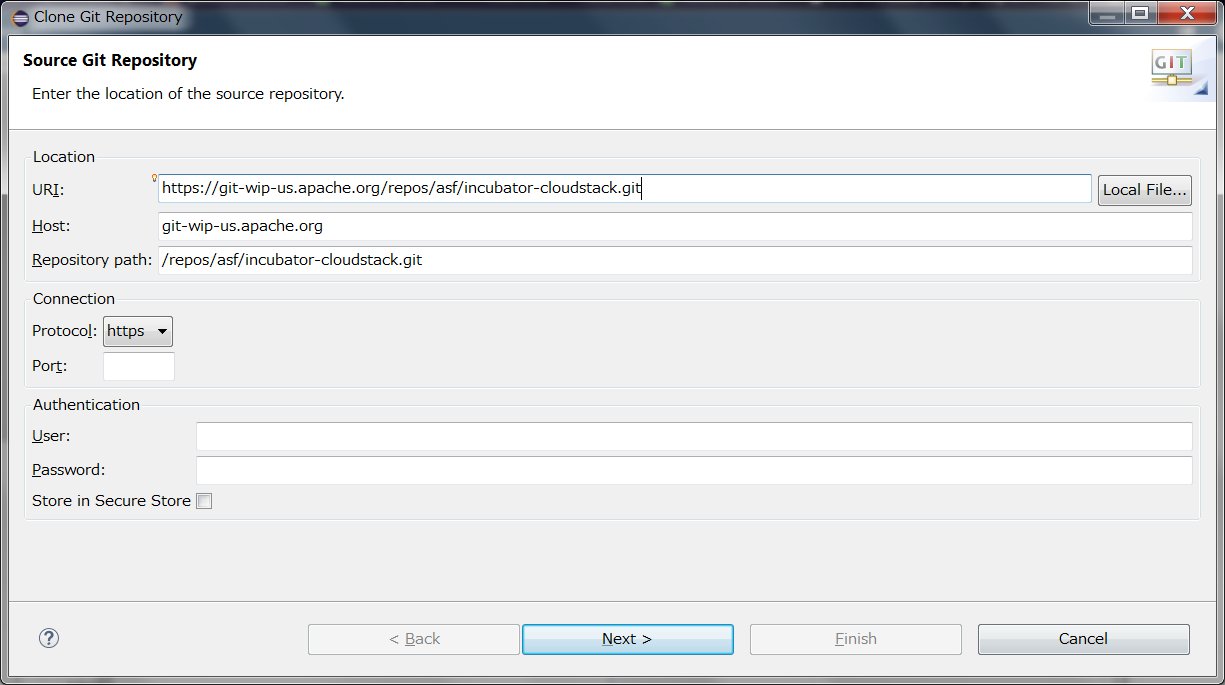 Clone Git Repository
Source Git Repository
GIT
Enter the location of the source repository.
Location
URI: https://git-wip-us.apache.org/repos/asf/incubator-cloudstack.git Local File...
Host: git-wip-us.apache.org
Repository path: /repos/asf/incubator-cloudstack.git
Connection
Protocol: https
Port:
Authentication
User:
Password:
Store in Secure Store
? < Back Next > Finish Cancel